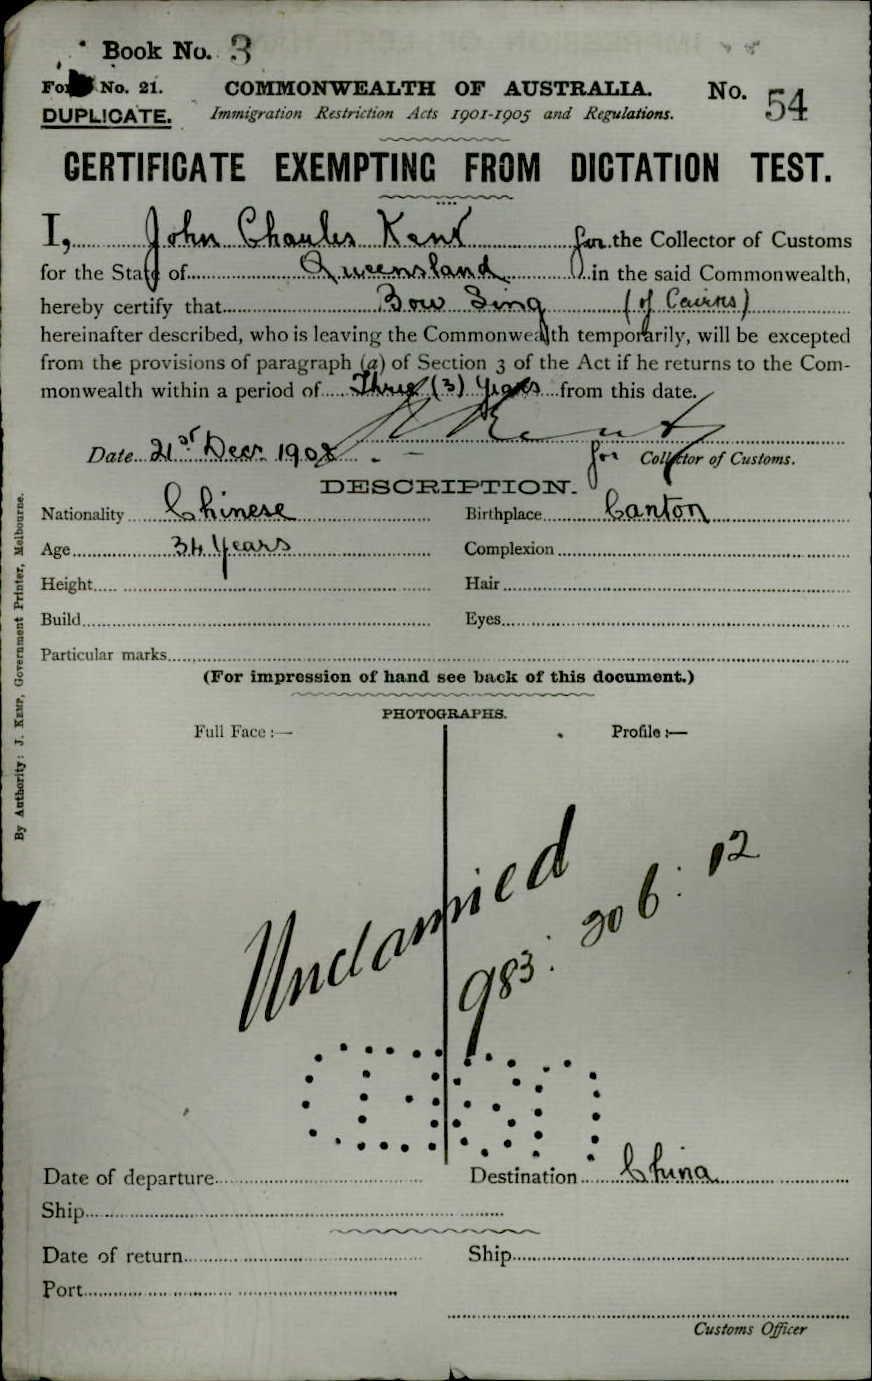 Book No. 3
No. 21.
COMMONWEALTH OF AUSTRALIA.
No. 54
DUPLICATE.
Immigration Restriction Acts 1901-1905 and Regulations.
CERTIFICATE EXEMPTING FROM DICTATION TEST.
I, John Charles Kent for the Collector of Customs
for the State of Queensland in the said Commonwealth,
hereby certify that Bow Sing (of Cairns)
hereinafter described, who is leaving the Commonwealth temporarily, will be excepted
from the provisions of paragraph (a) of Section 3 of the Act if he returns to the Com-
monwealth within a period of Three (3) Years from this date.
Kent
Date 21st Decr. 1908
for Collector of Customs.
DESCRIPTION.
Nationality Chinese
Birthplace Canton
Age 34 Years
Complexion
Height
Hair
Build
Eyes
Particular marks
(For impression of hand see back of this document.)
PHOTOGRAPHS.
Full Face :—
Profile :—
Unclaimed
983 : 20 6 : 12
Date of departure
Destination China
Ship
Date of return
Ship
Port
Customs Officer
By Authority: J. KEMP, Government Printer, Melbourne.